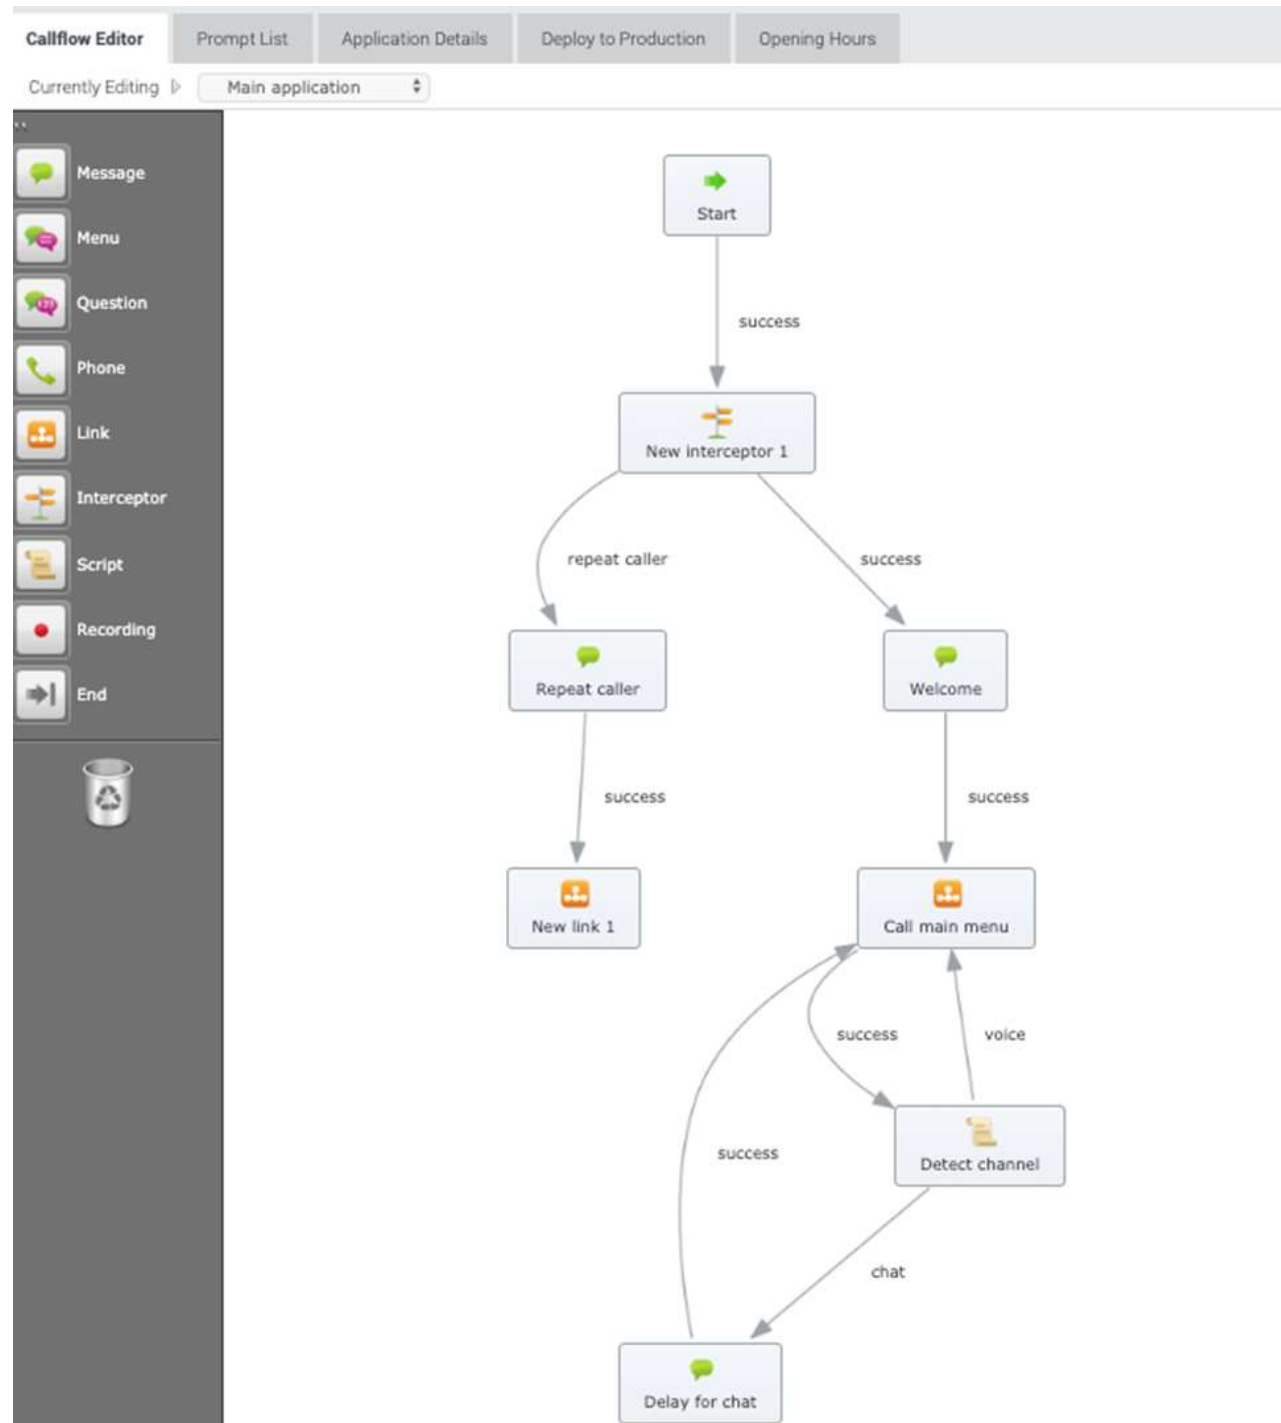 Callflow Editor Prompt List Application Details Deploy to Production Opening Hours
Currently Editing Main application
Message
Menu
Question
Phone
Link
Interceptor
Script
Recording
End
Start
success
New interceptor 1
repeat caller success
Repeat caller Welcome
success success
New link 1 Call main menu
success voice
success
Detect channel
chat
Delay for chat